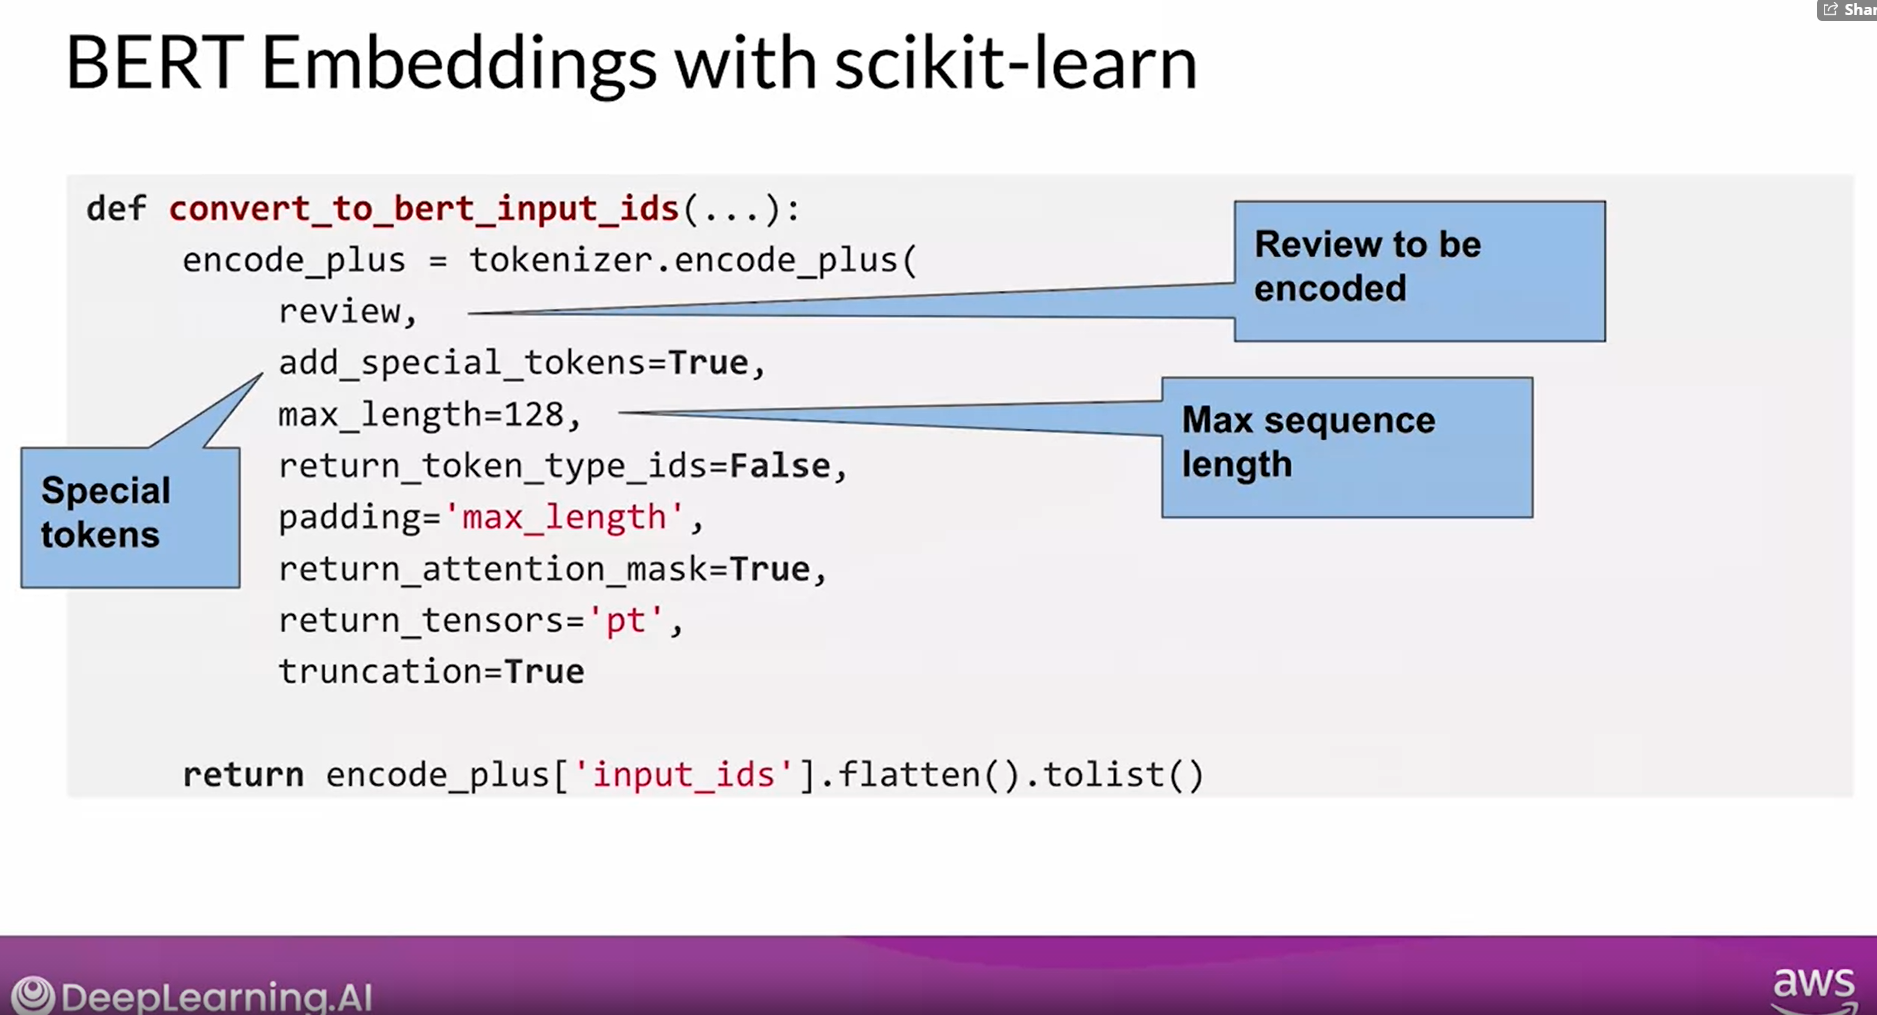 Shar
BERT Embeddings with scikit-learn
def convert_to_bert_input_ids(...):
encode_plus = tokenizer.encode_plus(
review,
add_special_tokens=True,
max_length=128,
return_token_type_ids=False,
padding='max_length',
return_attention_mask=True,
return_tensors='pt',
truncation=True
return encode_plus['input_ids'].flatten().tolist()
Review to be
encoded
Max sequence
length
Special
tokens
DeepLearning.AI
aws